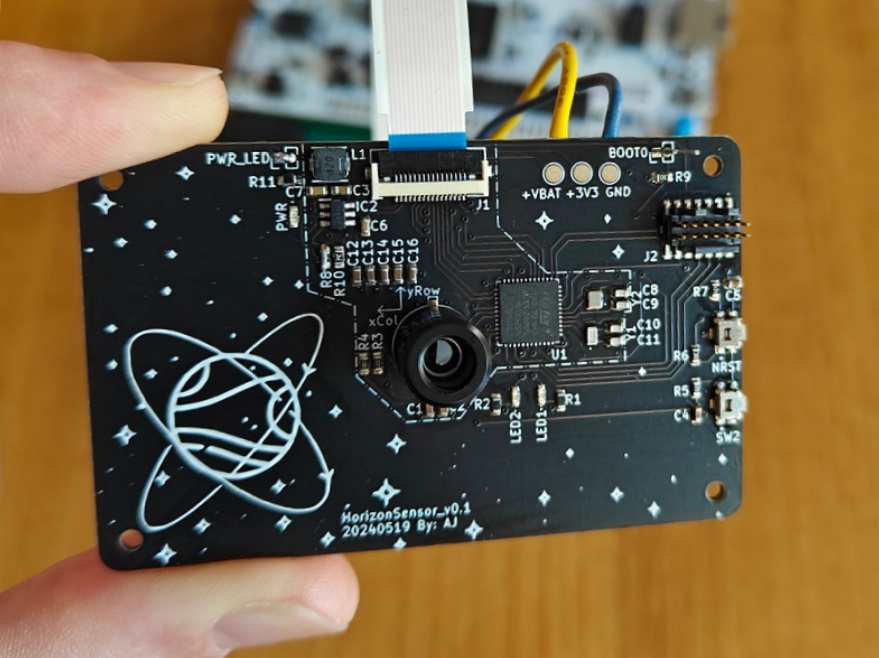 PWR_LED
L1
BOOT0
R11
C7
C3
J1
R9
+VBAT +3V3 GND
PWR
IC2
C6
J2
R8
R10
C12
C13
C14
C15
C16
yRow
xCol
R7
C5
Y2
C8
C9
Y1
C10
C11
U1
R4
R3
R6
NRST
R5
C4
SW2
C1
R2
LED2
LED1
R1
HorizonSensor_v0.1
20240519 By: AJ